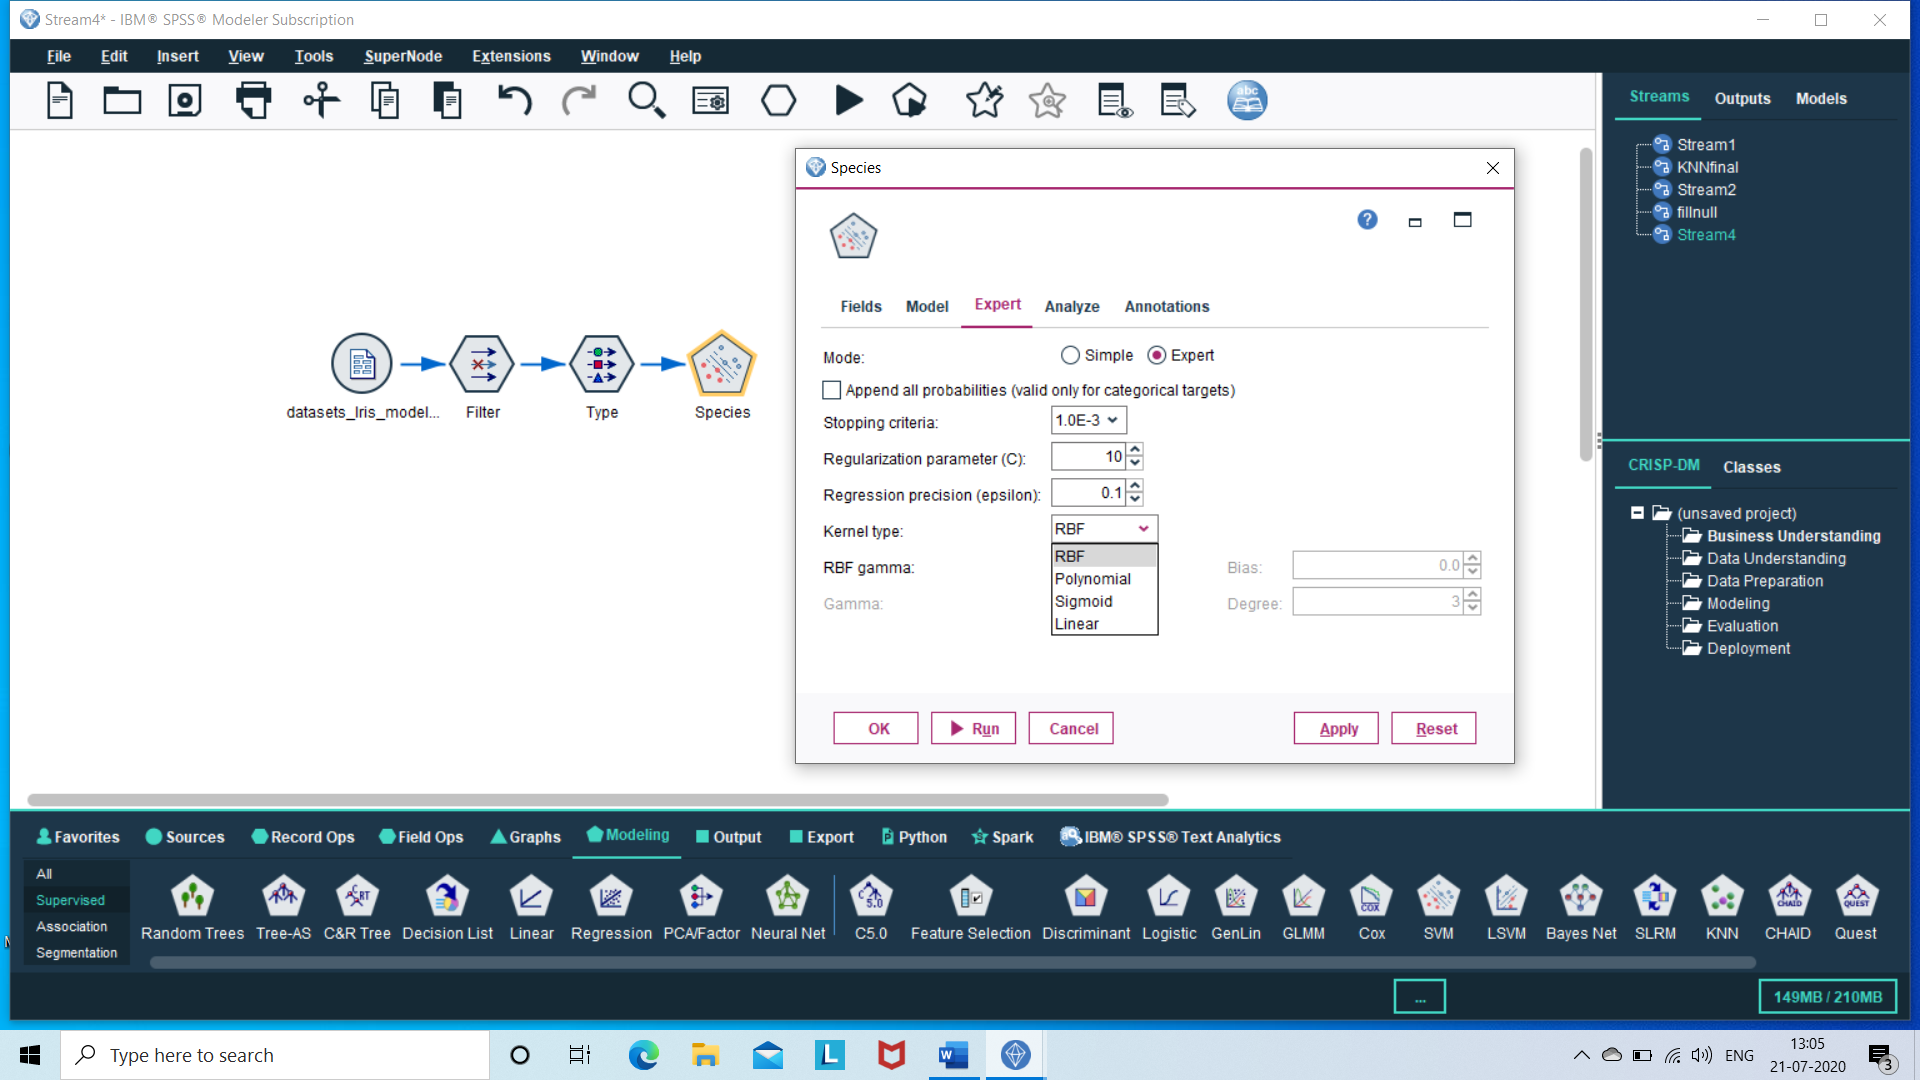 Stream4* - IBM® SPSS® Modeler Subscription
File Edit Insert View Tools SuperNode Extensions Window Help
abc
Streams Outputs Models
Stream1
KNNfinal
Stream2
fillnull
Stream4
datasets_Iris_model... Filter Type Species
Species
?
Fields Model Expert Analyze Annotations
Mode: Simple Expert
Append all probabilities (valid only for categorical targets)
Stopping criteria: 1.0E-3
Regularization parameter (C): 10
Regression precision (epsilon): 0.1
Kernel type: RBF
RBF
Polynomial
Sigmoid
Linear
RBF gamma: Bias: 0.0
Gamma: Degree: 3
OK Run Cancel Apply Reset
CRISP-DM Classes
(unsaved project)
Business Understanding
Data Understanding
Data Preparation
Modeling
Evaluation
Deployment
Favorites Sources Record Ops Field Ops Graphs Modeling Output Export Python Spark IBM® SPSS® Text Analytics
All
Supervised
Association
Segmentation
Random Trees Tree-AS C&R Tree Decision List Linear Regression PCA/Factor Neural Net C5.0 Feature Selection Discriminant Logistic GenLin GLMM Cox SVM LSVM Bayes Net SLRM KNN CHAID Quest
... 149MB / 210MB
Type here to search
ENG
13:05
21-07-2020
3